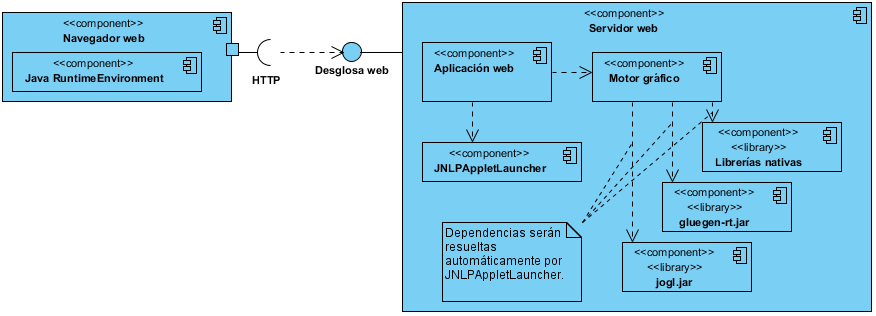 <<component>>
Navegador web
<<component>>
Java RuntimeEnvironment
HTTP
Desglosa web
<<component>>
Servidor web
<<component>>
Aplicación web
<<component>>
Motor gráfico
<<component>>
JNLPAppletLauncher
<<component>>
<<library>>
Librerías nativas
<<component>>
<<library>>
gluegen-rt.jar
<<component>>
<<library>>
jogl.jar
Dependencias serán
resueltas
automáticamente por
JNLPAppletLauncher.